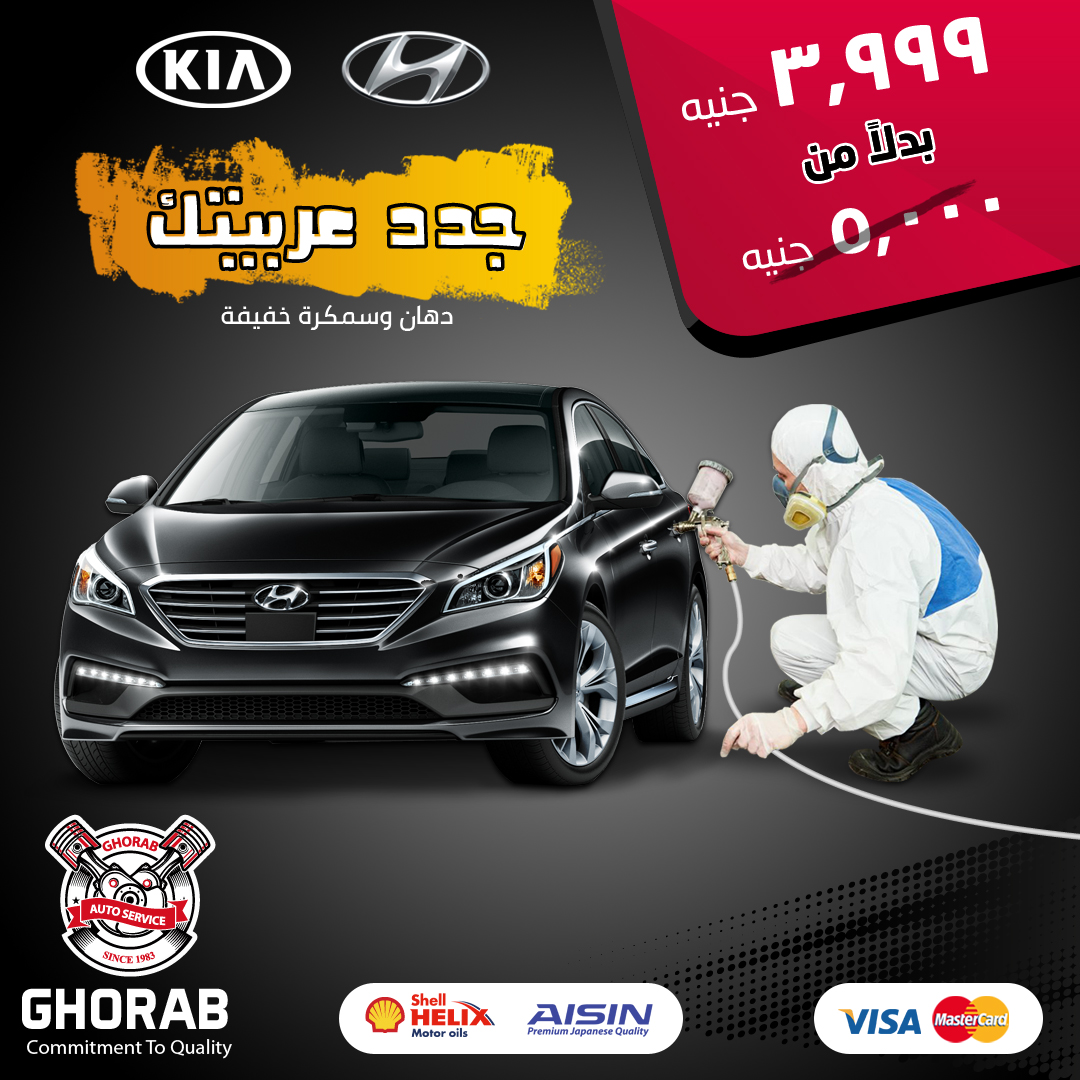 KIA
٣,٩٩٩ جنيه
بدلاً من
٥,٠٠٠ جنيه
جدد عربيتك
دهان وسمكرة خفيفة
GHORAB
AUTO SERVICE
SINCE 1983
GHORAB
Commitment To Quality
Shell
HELIX
Motor oils
AISIN
Premium Japanese Quality
VISA
MasterCard